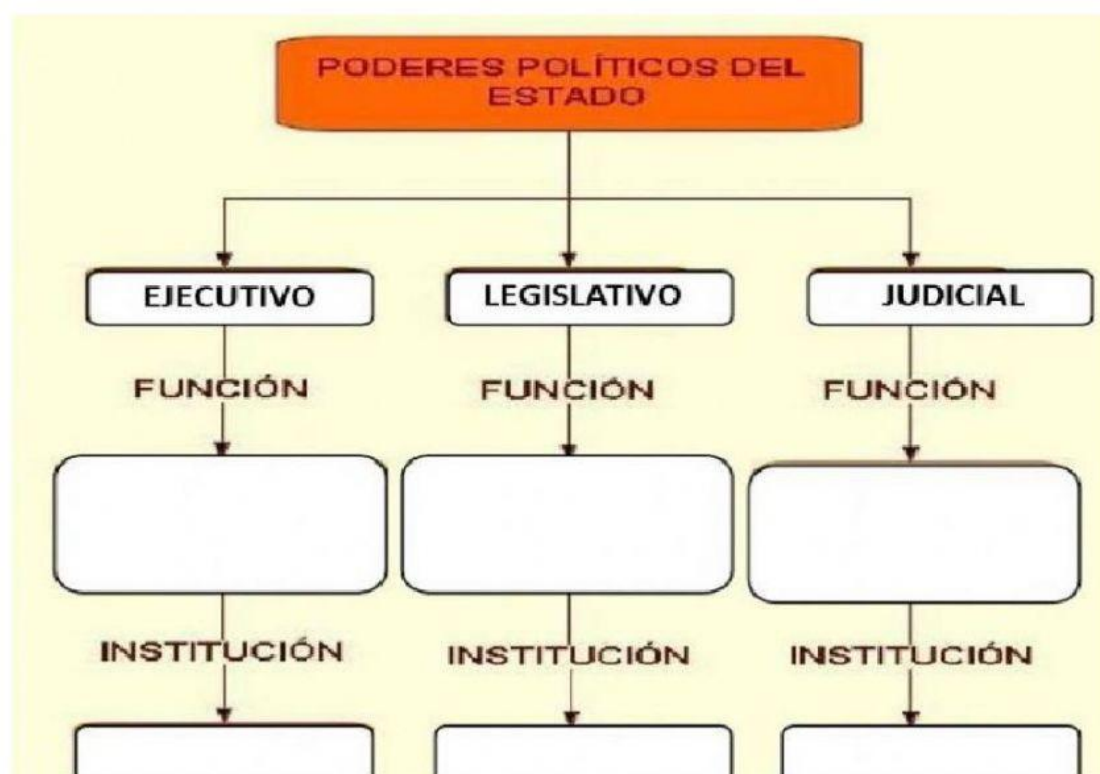 PODERES POLÍTICOS DEL
ESTADO
EJECUTIVO
LEGISLATIVO
JUDICIAL
FUNCIÓN
FUNCIÓN
FUNCIÓN
INSTITUCIÓN
INSTITUCIÓN
INSTITUCIÓN